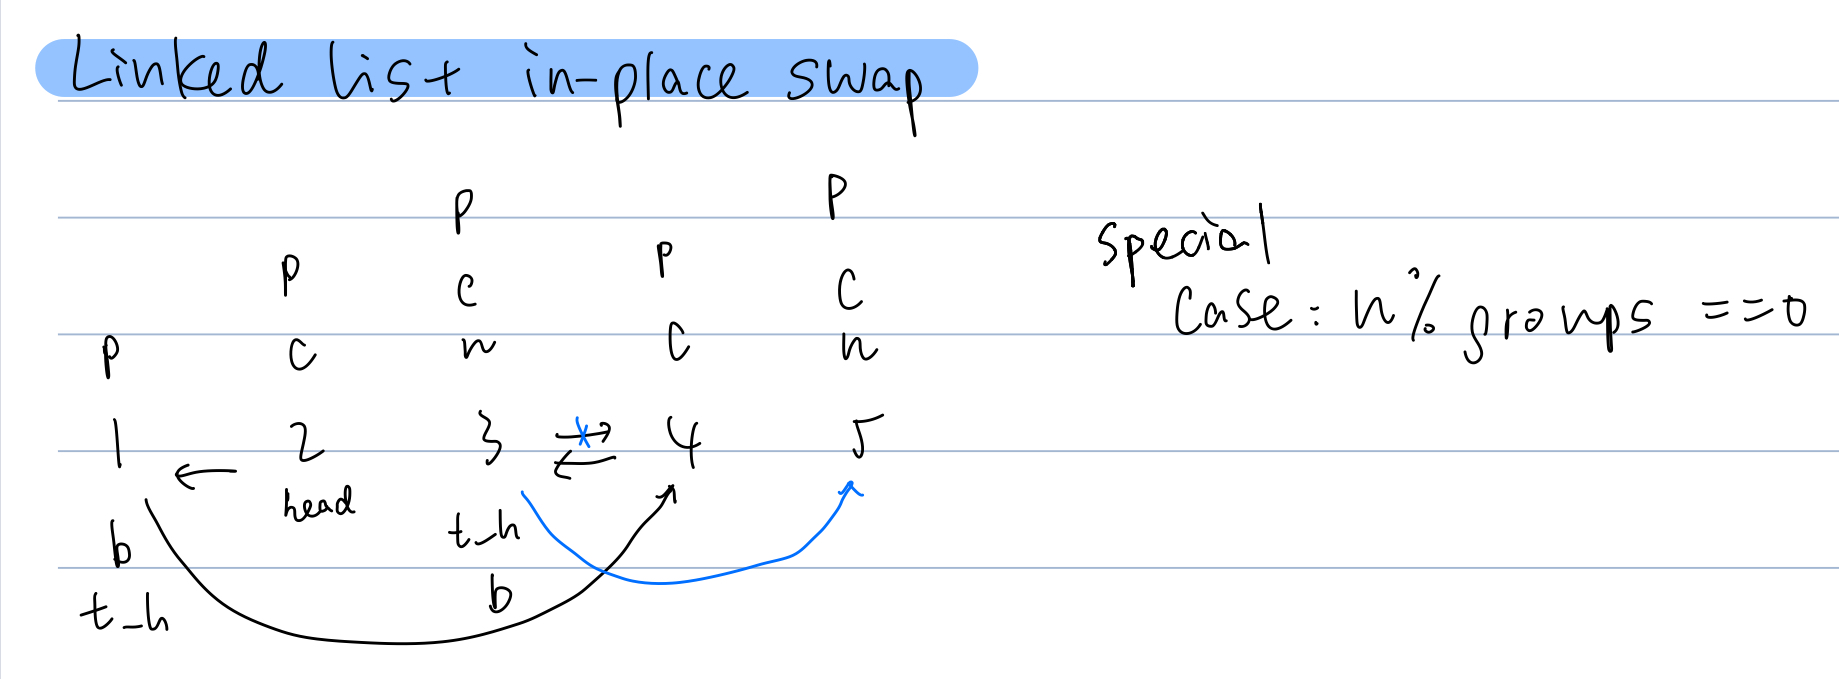 Linked list in-place swap
P
P
P
P
special
P
c
c
case: n % groups == 0
P
c
n
c
n
1
2
3
4
5
head
t_h
b
b
t_h